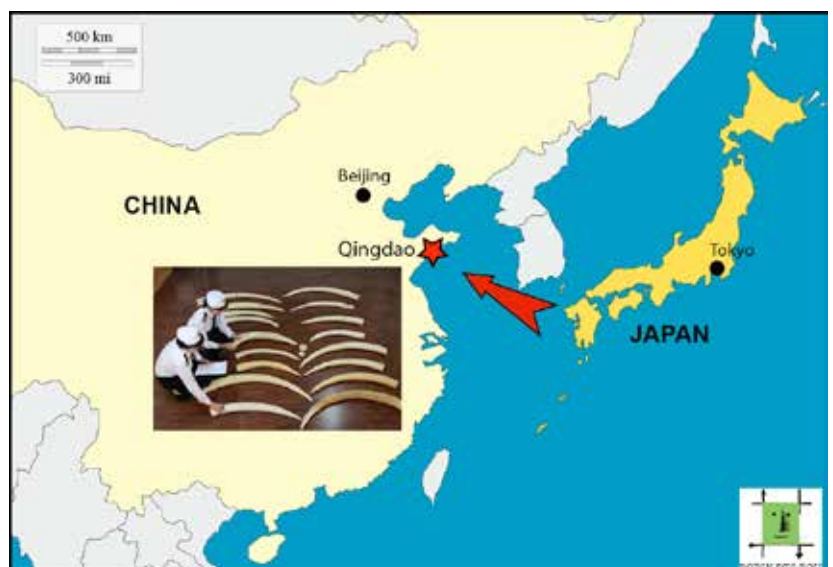 500 km
300 mi
Beijing
CHINA
Qingdao
Tokyo
JAPAN